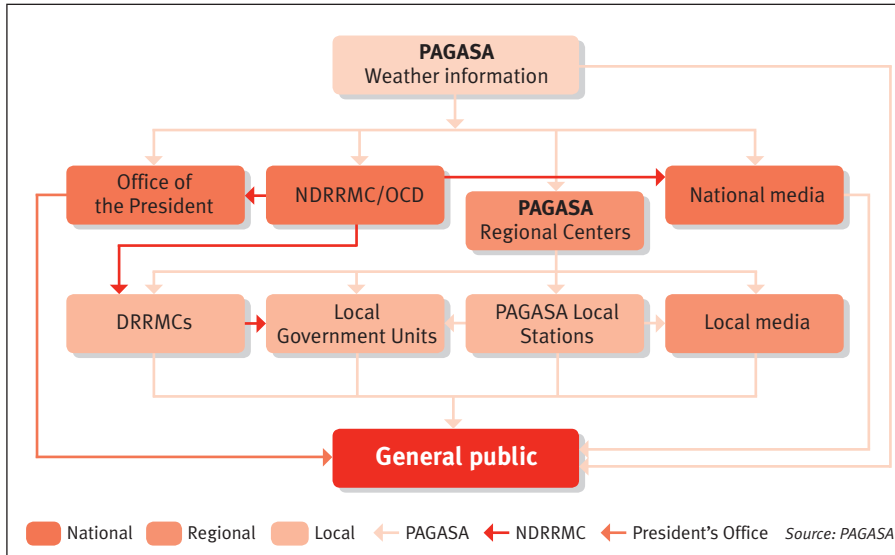 PAGASA
Weather information
Office of
the President
NDRRMC/OCD
PAGASA
Regional Centers
National media
DRRMCs
Local
Government Units
PAGASA Local
Stations
Local media
General public
National
Regional
Local
PAGASA
NDRRMC
President's Office
Source: PAGASA